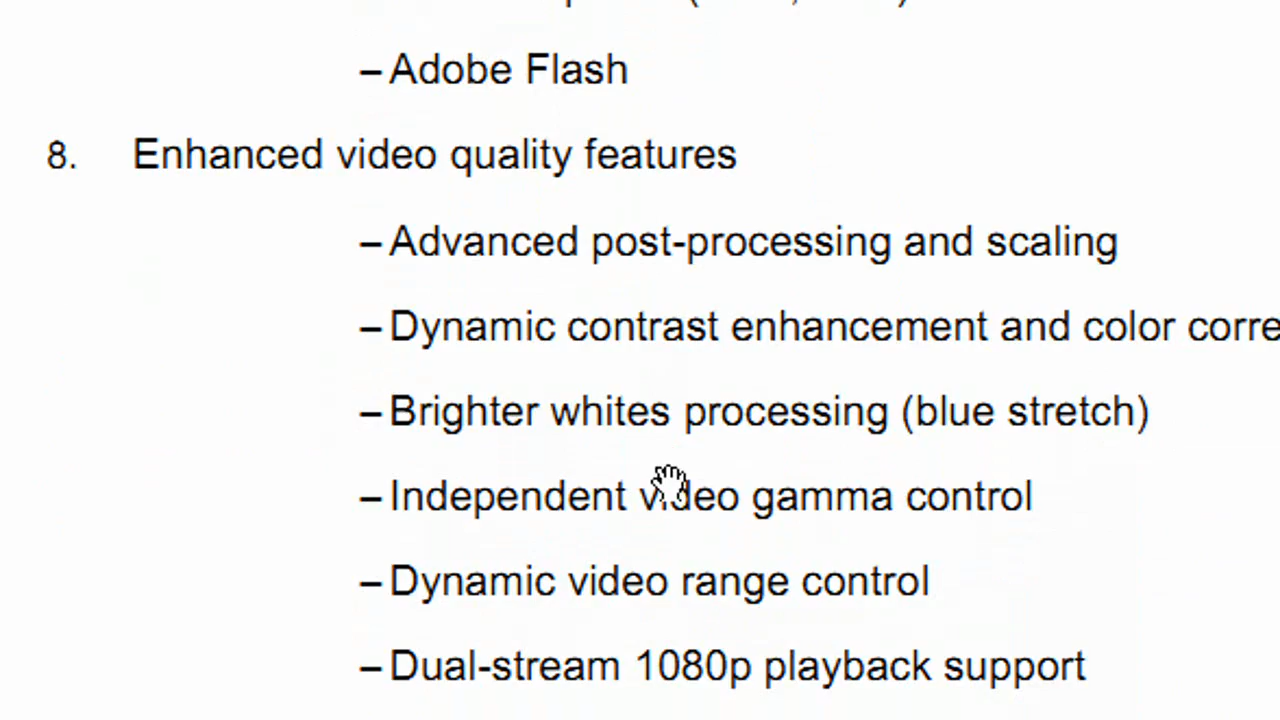 – Adobe Flash
8. Enhanced video quality features
– Advanced post-processing and scaling
– Dynamic contrast enhancement and color corre
– Brighter whites processing (blue stretch)
– Independent video gamma control
– Dynamic video range control
– Dual-stream 1080p playback support